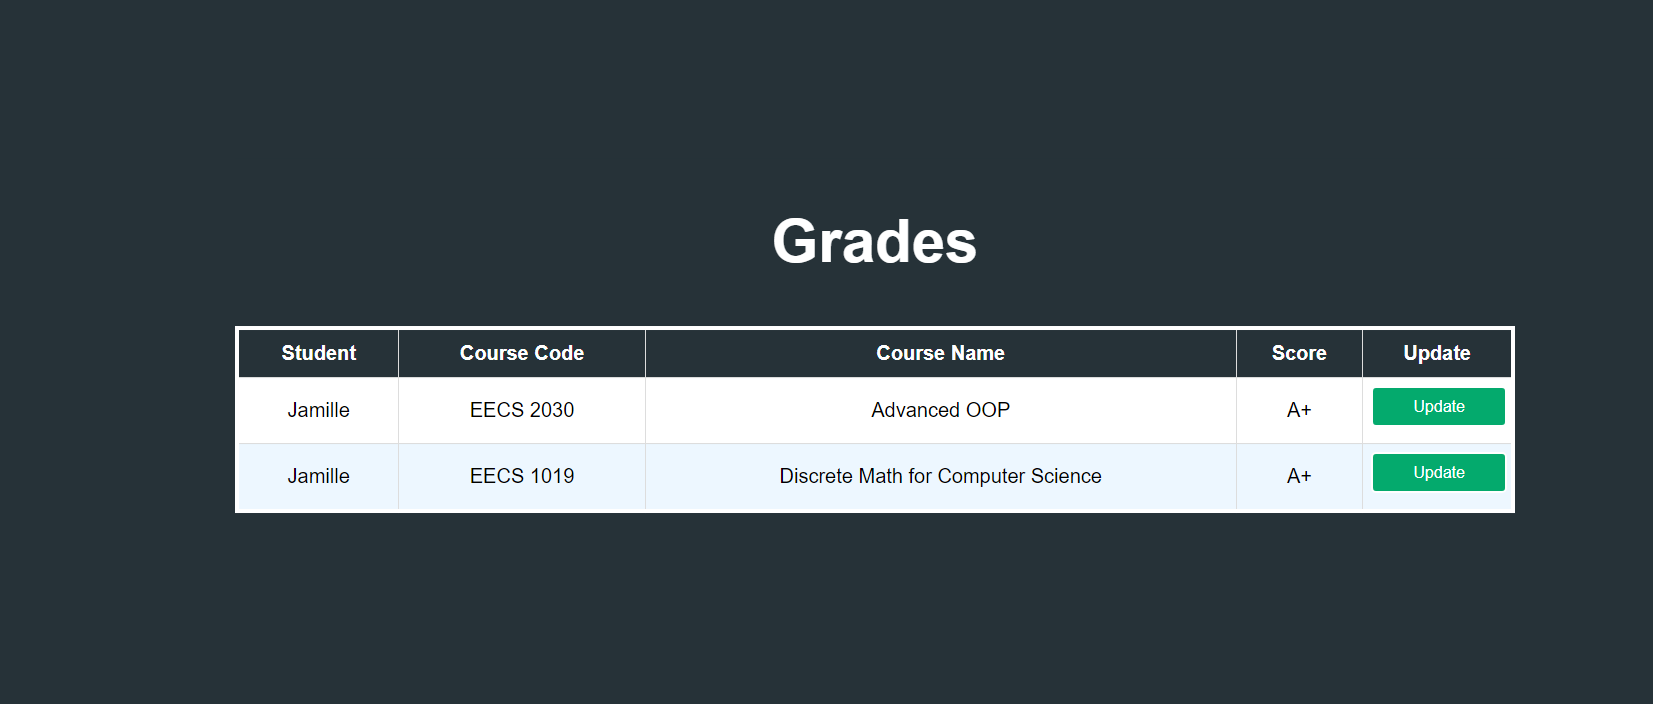 Grades
Student Course Code Course Name Score Update
Jamille EECS 2030 Advanced OOP A+ Update
Jamille EECS 1019 Discrete Math for Computer Science A+ Update